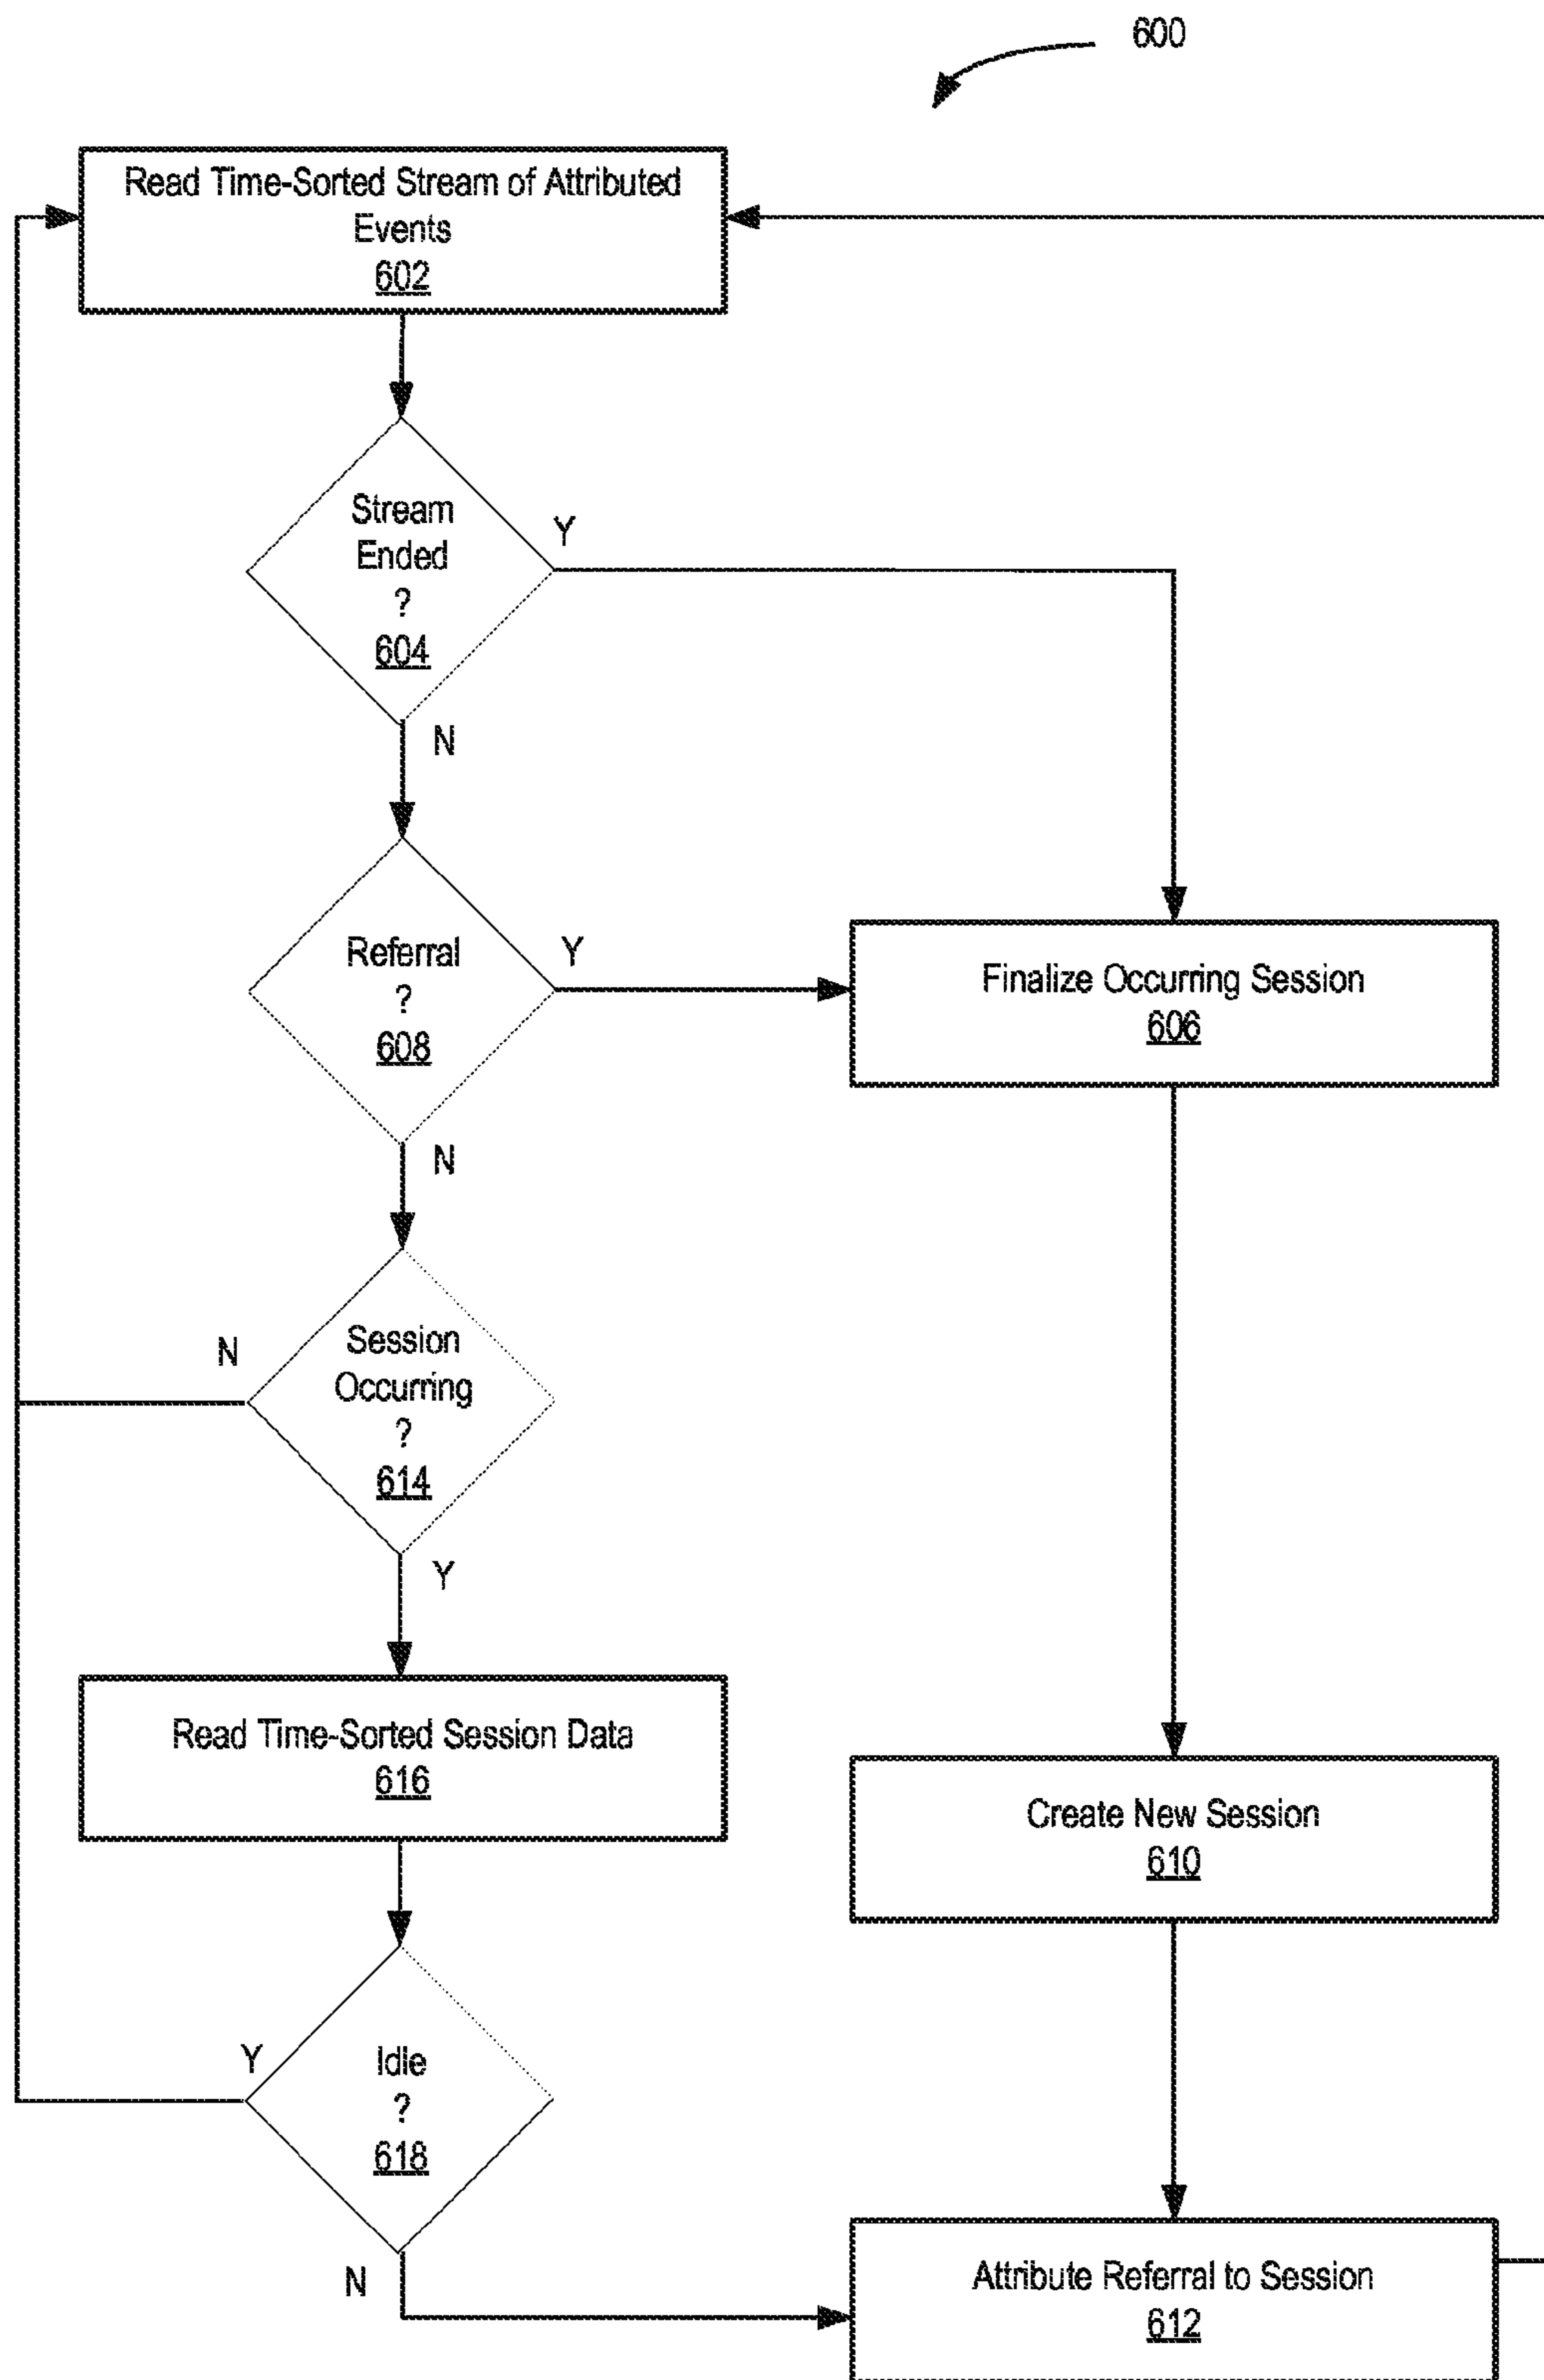 600
Read Time-Sorted Stream of Attributed
Events
602
Stream
Ended
?
604
Y
N
Referral
?
608
Y
N
Finalize Occurring Session
606
Session
Occurring
?
614
N
Y
Read Time-Sorted Session Data
616
Create New Session
610
Idle
?
618
Y
N
Attribute Referral to Session
612